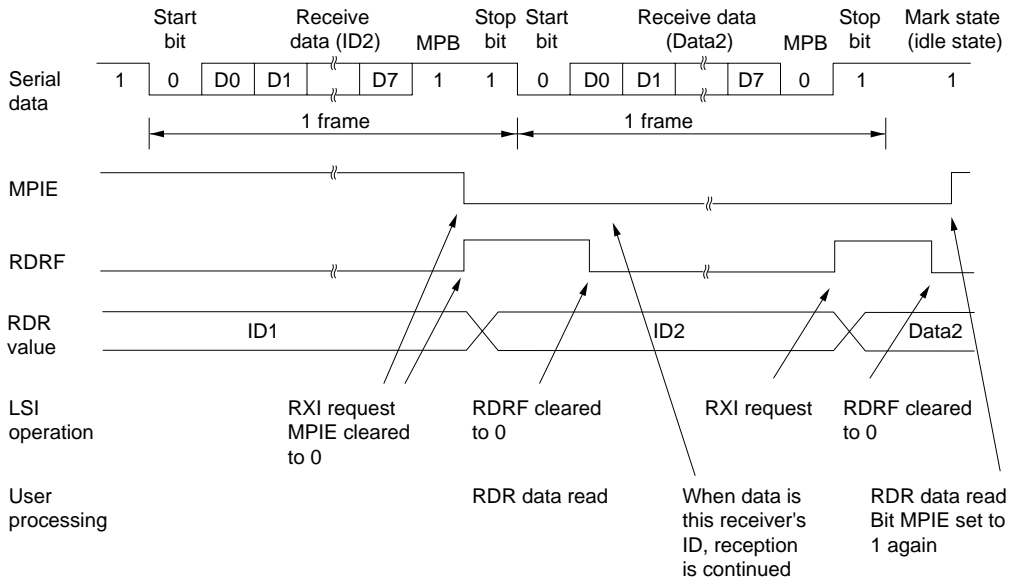 Start bit Receive data (ID2) MPB Stop bit Start bit Receive data (Data2) MPB Stop bit Mark state (idle state)
Serial data 1 0 D0 D1 D7 1 1 0 D0 D1 D7 0 1 1
1 frame 1 frame
MPIE
RDRF
RDR value ID1 ID2 Data2
LSI operation RXI request MPIE cleared to 0 RDRF cleared to 0 RXI request RDRF cleared to 0
User processing RDR data read When data is this receiver's ID, reception is continued RDR data read Bit MPIE set to 1 again